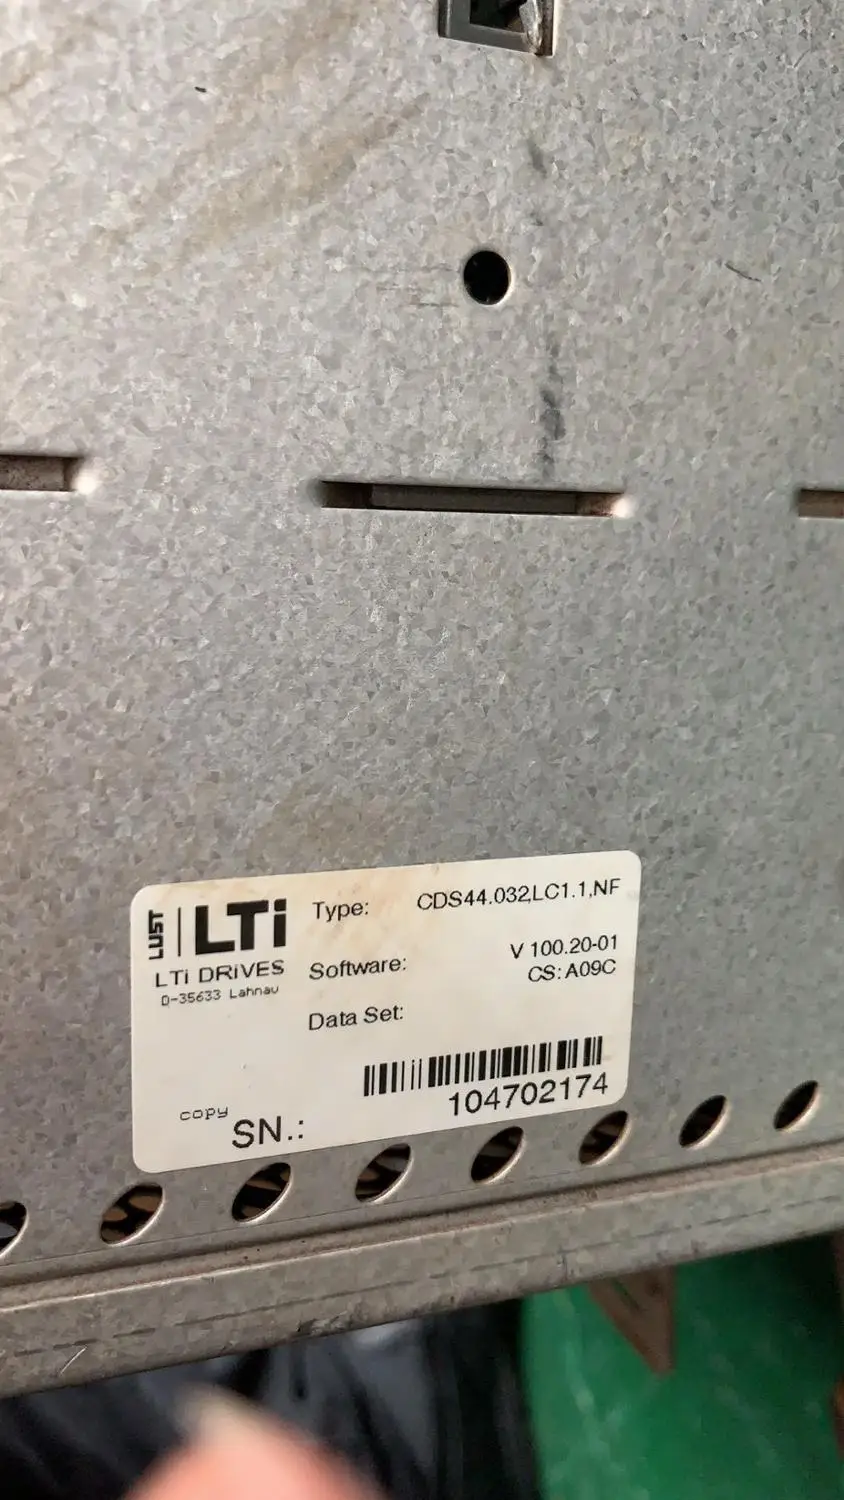 LUST | LTi
LTi DRiVES
D-35633 Lahnau
Type: CDS44.032,LC1.1,NF
Software: V 100.20-01
CS: A09C
Data Set:
104702174
copy SN.: